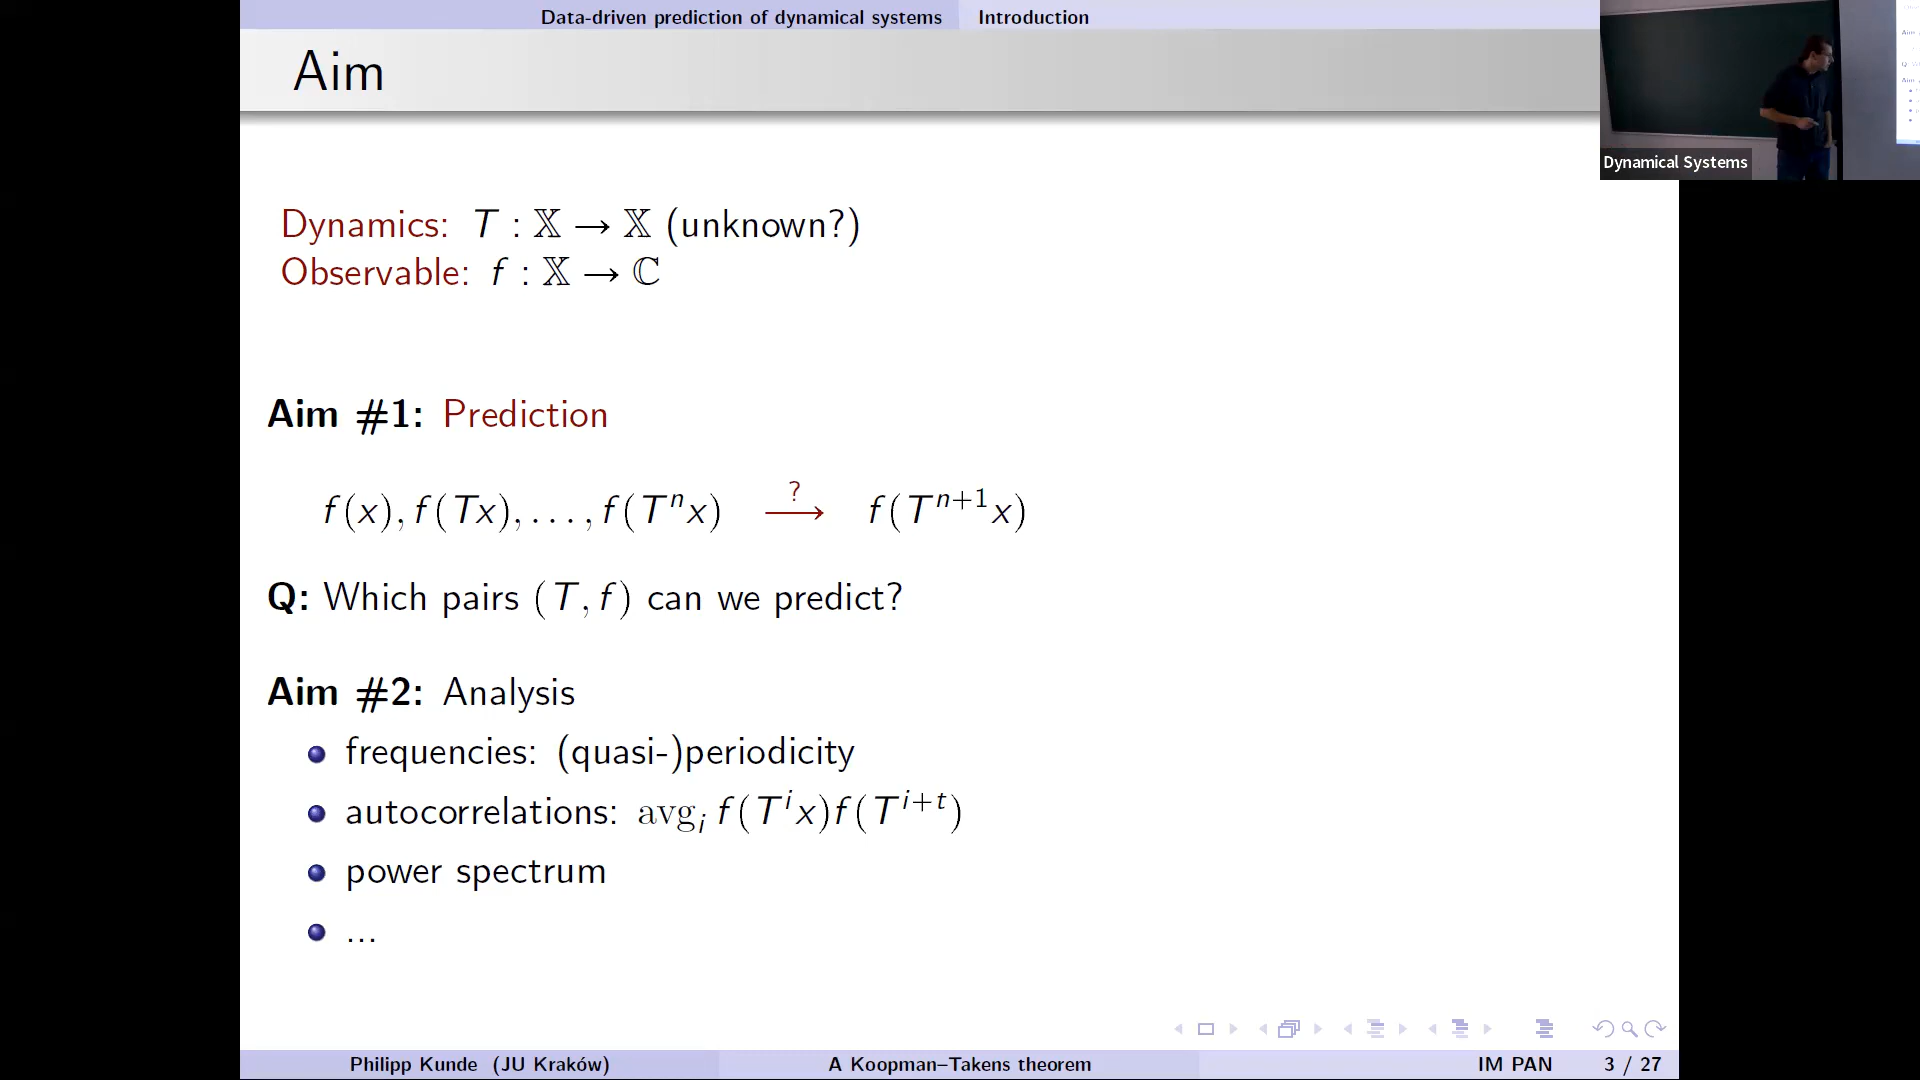 Data-driven prediction of dynamical systems Introduction
Aim
Dynamical Systems
Dynamics: T : 𝕏 → 𝕏 (unknown?)
Observable: f : 𝕏 → ℂ
Aim #1: Prediction
f(x), f(Tx), . . . , f(Tⁿx) ?→ f(Tⁿ⁺¹x)
Q: Which pairs (T, f) can we predict?
Aim #2: Analysis
frequencies: (quasi-)periodicity
autocorrelations: avgᵢ f(Tⁱx)f(Tⁱ⁺ᵗ)
power spectrum
...
Philipp Kunde (JU Kraków) A Koopman–Takens theorem IM PAN 3 / 27